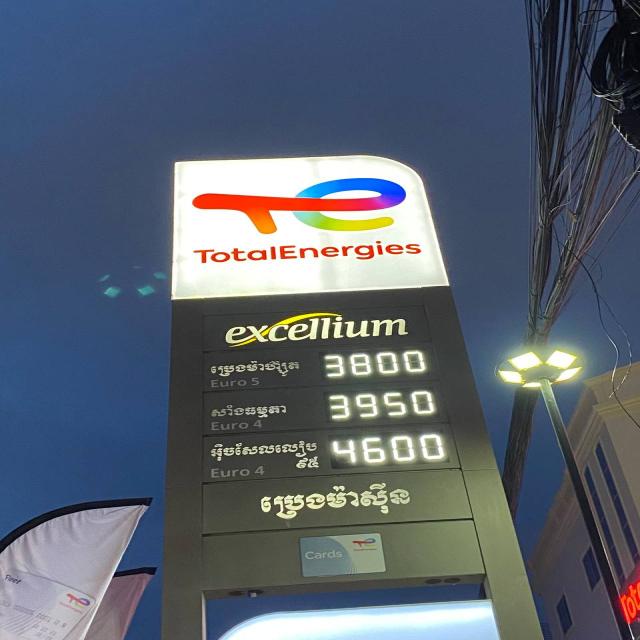 TotalEnergies
excellium
ប្រេងម៉ាស៊ូត 3800
Euro 5
សាំងធម្មតា 3950
Euro 4
អ៊ិចសែលលៀប ៩៥ 4600
Euro 4
ប្រេងម៉ាស៊ីន
Cards